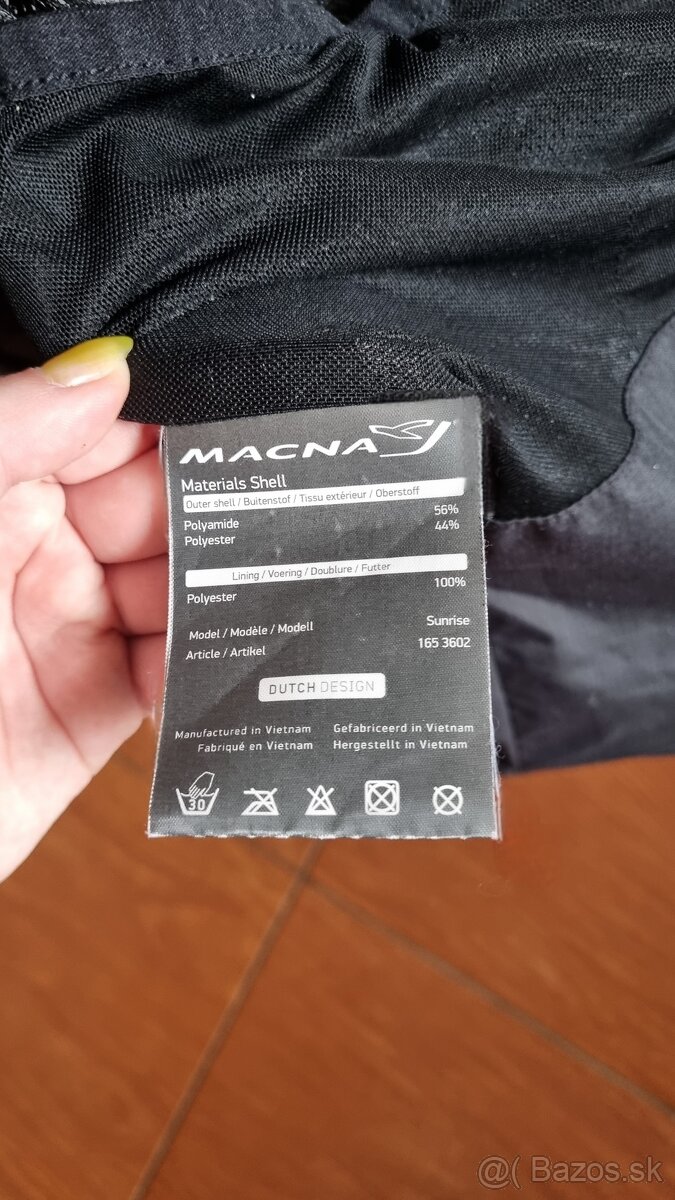 MACNA
Materials Shell
Outer shell / Buitenstof / Tissu extérieur / Oberstoff
Polyamide 56%
Polyester 44%
Lining / Voering / Doublure / Futter
Polyester 100%
Model / Modèle / Modell Sunrise
Article / Artikel 165 3602
DUTCH DESIGN
Manufactured in Vietnam Gefabriceerd in Vietnam
Fabriqué en Vietnam Hergestellt in Vietnam
30
@( Bazos.sk